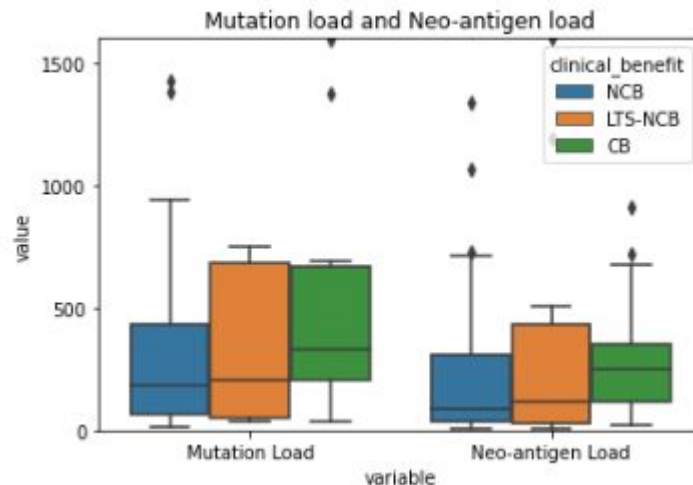 Mutation load and Neo-antigen load
1500
1000
500
0
value
clinical_benefit
NCB
LTS-NCB
CB
Mutation Load
Neo-antigen Load
variable